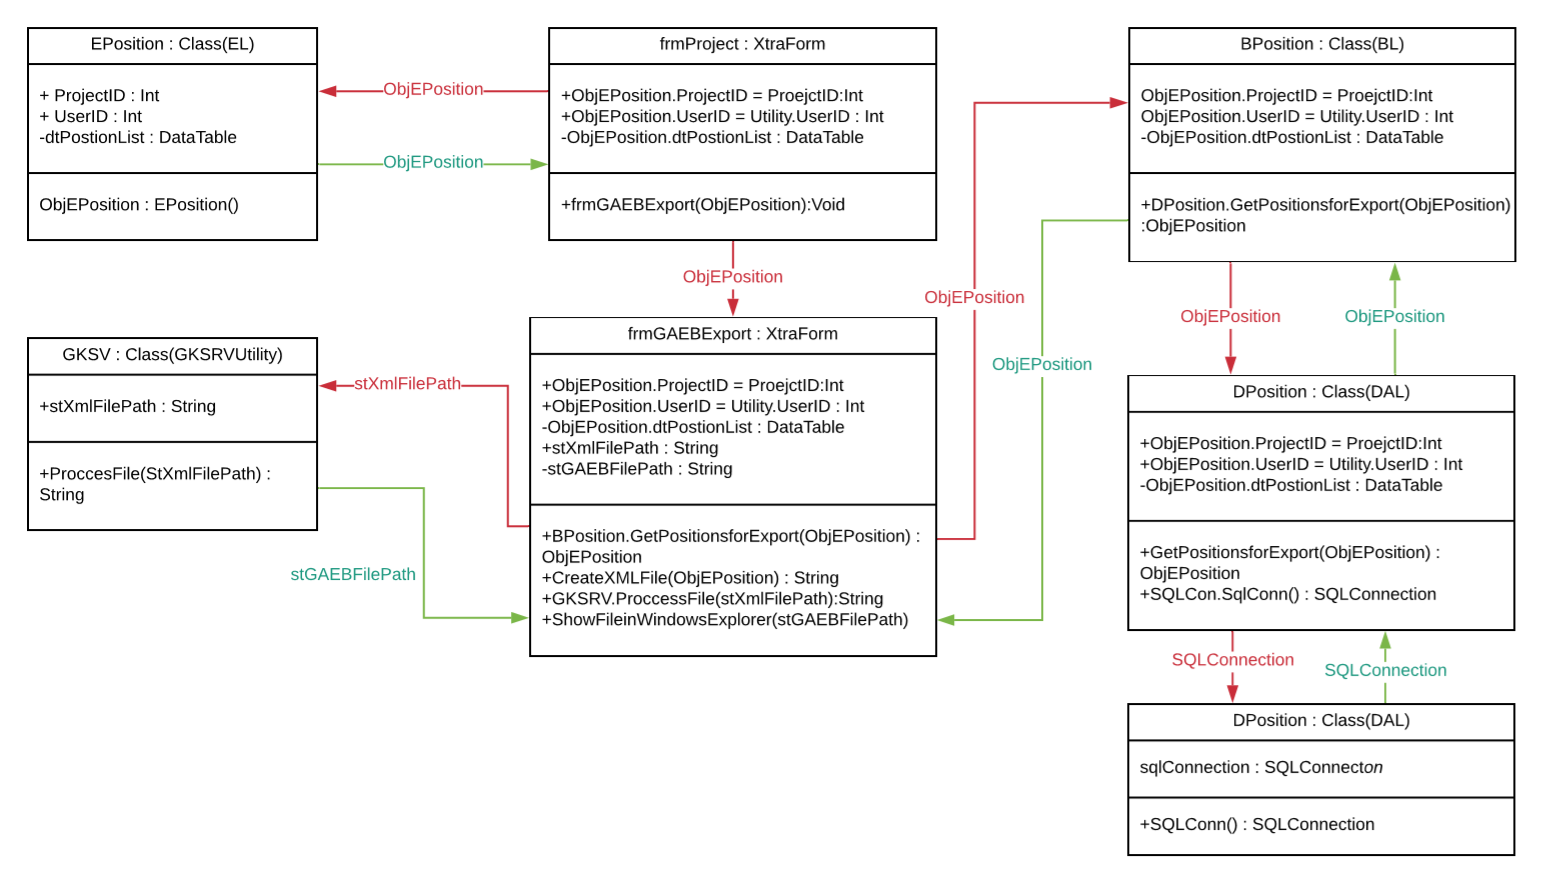 EPosition : Class(EL)
+ ProjectID : Int
+ UserID : Int
-dtPostionList : DataTable
ObjEPosition : EPosition()
ObjEPosition
ObjEPosition
frmProject : XtraForm
+ObjEPosition.ProjectID = ProejctID:Int
+ObjEPosition.UserID = Utility.UserID : Int
-ObjEPosition.dtPostionList : DataTable
+frmGAEBExport(ObjEPosition):Void
ObjEPosition
BPosition : Class(BL)
ObjEPosition.ProjectID = ProejctID:Int
ObjEPosition.UserID = Utility.UserID : Int
-ObjEPosition.dtPostionList : DataTable
+DPosition.GetPositionsforExport(ObjEPosition)
:ObjEPosition
ObjEPosition
ObjEPosition
ObjEPosition
ObjEPosition
GKSV : Class(GKSRVUtility)
+stXmlFilePath : String
+ProccesFile(StXmlFilePath) :
String
stXmlFilePath
stGAEBFilePath
frmGAEBExport : XtraForm
+ObjEPosition.ProjectID = ProejctID:Int
+ObjEPosition.UserID = Utility.UserID : Int
-ObjEPosition.dtPostionList : DataTable
+stXmlFilePath : String
-stGAEBFilePath : String
+BPosition.GetPositionsforExport(ObjEPosition) :
ObjEPosition
+CreateXMLFile(ObjEPosition) : String
+GKSRV.ProccessFile(stXmlFilePath):String
+ShowFileinWindowsExplorer(stGAEBFilePath)
DPosition : Class(DAL)
+ObjEPosition.ProjectID = ProejctID:Int
+ObjEPosition.UserID = Utility.UserID : Int
-ObjEPosition.dtPostionList : DataTable
+GetPositionsforExport(ObjEPosition) :
ObjEPosition
+SQLCon.SqlConn() : SQLConnection
SQLConnection
SQLConnection
DPosition : Class(DAL)
sqlConnection : SQLConnecton
+SQLConn() : SQLConnection